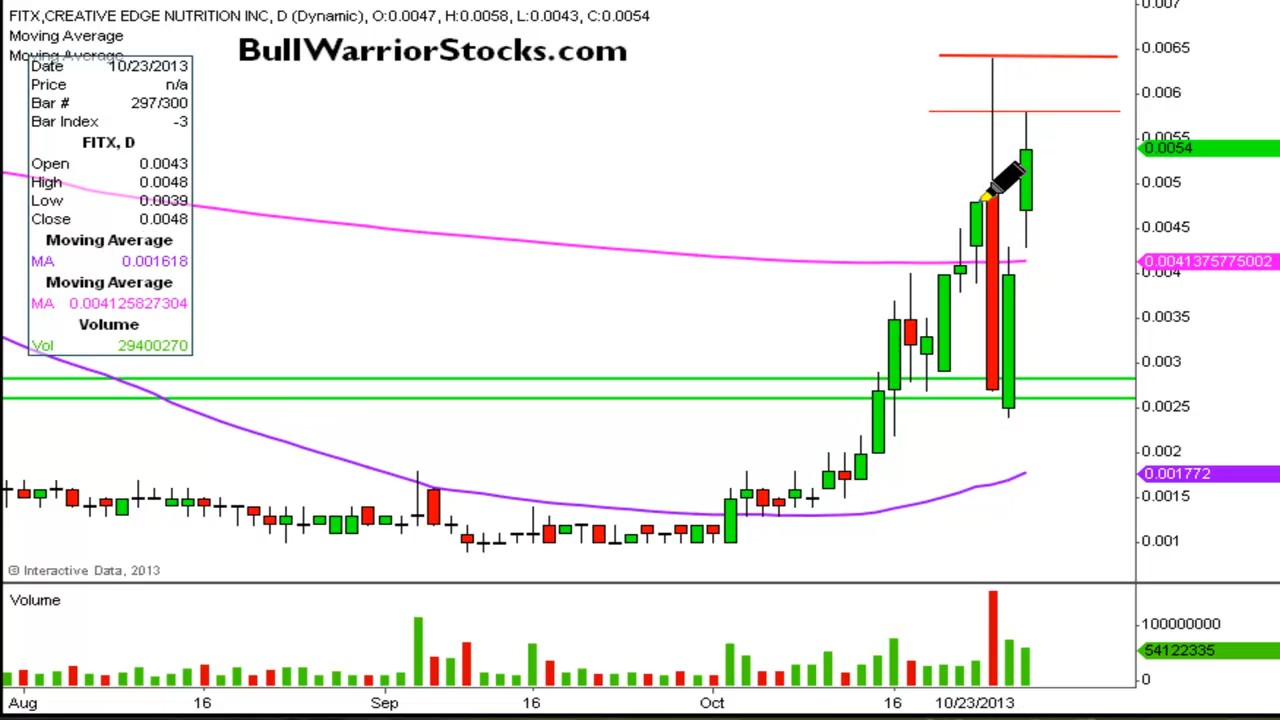 FITX,CREATIVE EDGE NUTRITION INC, D (Dynamic), O:0.0047, H:0.0058, L:0.0043, C:0.0054
Moving Average
Moving Average
BullWarriorStocks.com
Date 10/23/2013
Price n/a
Bar # 297/300
Bar Index -3
FITX, D
Open 0.0043
High 0.0048
Low 0.0039
Close 0.0048
Moving Average
MA 0.001618
Moving Average
MA 0.004125827304
Volume
Vol 29400270
0.007
0.0065
0.006
0.0055
0.0054
0.005
0.0045
0.0041375775002
0.004
0.0035
0.003
0.0025
0.002
0.001772
0.0015
0.001
© Interactive Data, 2013
Volume
100000000
54122335
0
Aug 16 Sep 16 Oct 16 10/23/2013